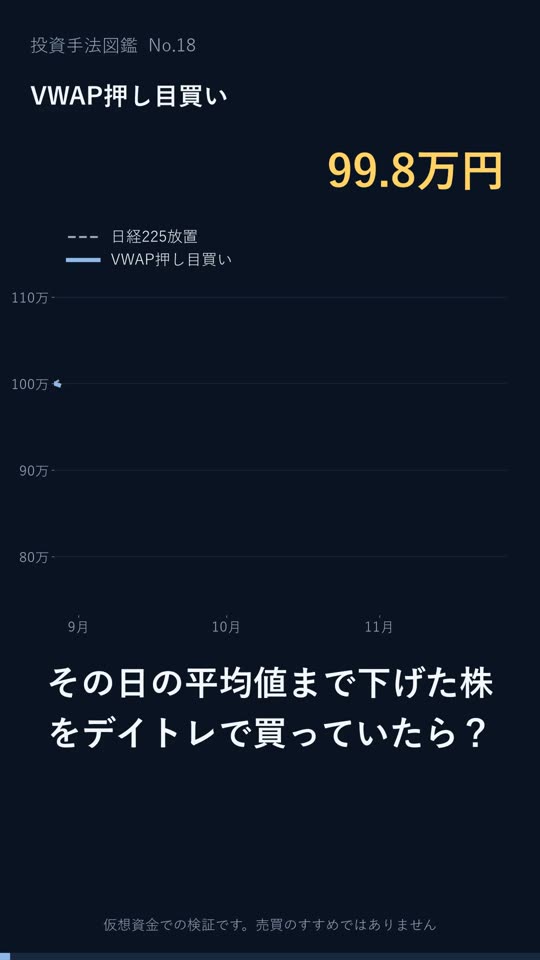 投資手法図鑑 No.18
VWAP押し目買い
99.8万円
日経225放置
VWAP押し目買い
110万
100万
90万
80万
9月
10月
11月
その日の平均値まで下げた株
をデイトレで買っていたら？
仮想資金での検証です。売買のすすめではありません